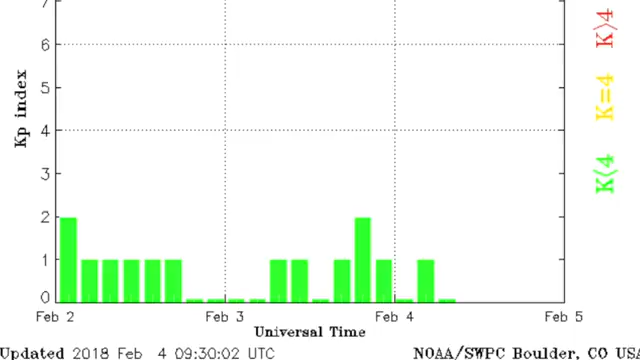 7
6
5
4
3
2
1
0
Kp index
Feb 2 Feb 3 Feb 4 Feb 5
Universal Time
K<4 K=4 K>4
Updated 2018 Feb 4 09:30:02 UTC NOAA/SWPC Boulder, CO USA